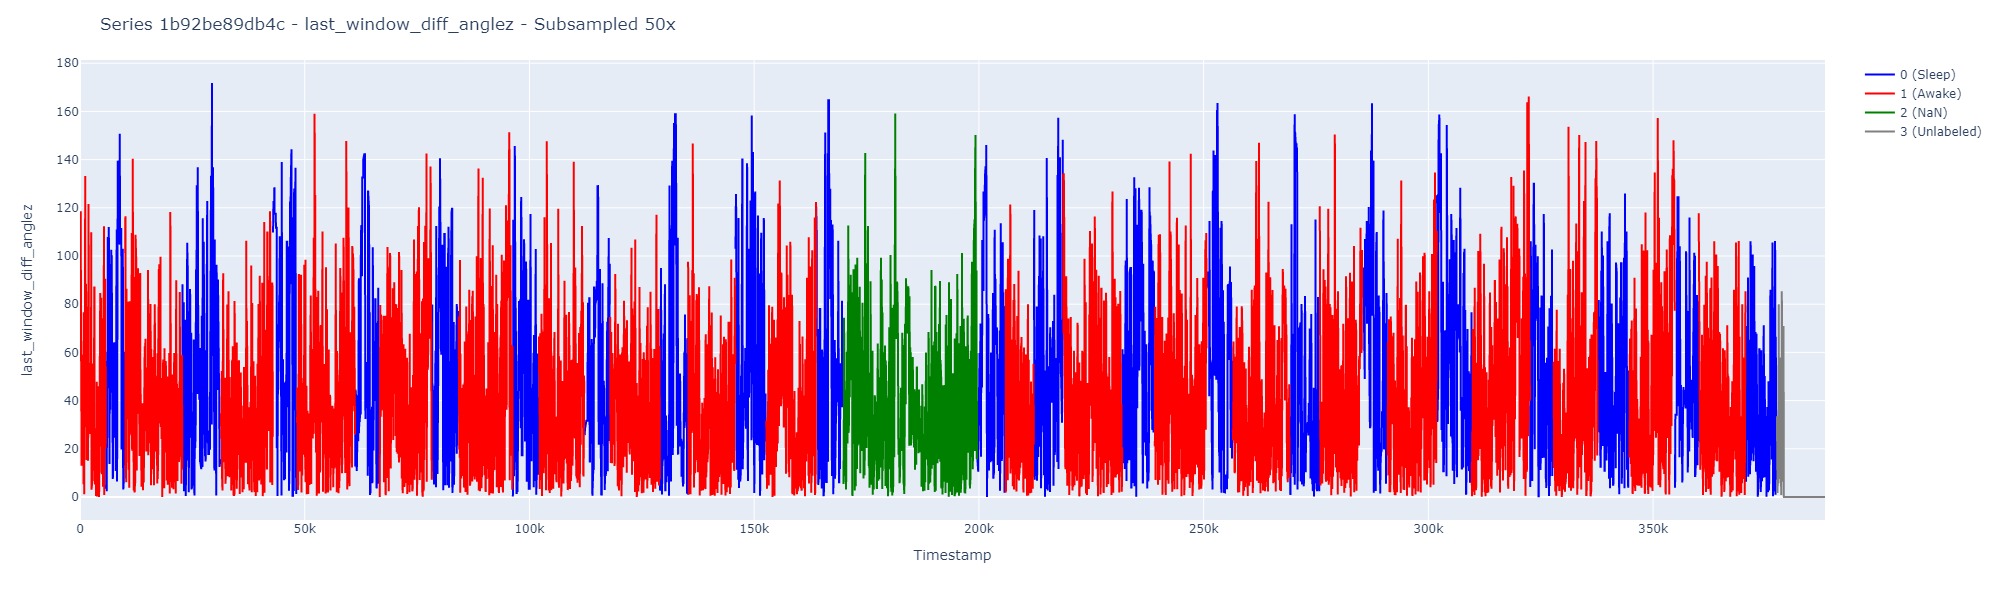 Series 1b92be89db4c - last_window_diff_anglez - Subsampled 50x
180
160
140
120
100
80
60
40
20
0
last_window_diff_anglez
0
50k
100k
150k
200k
250k
300k
350k
Timestamp
0 (Sleep)
1 (Awake)
2 (NaN)
3 (Unlabeled)